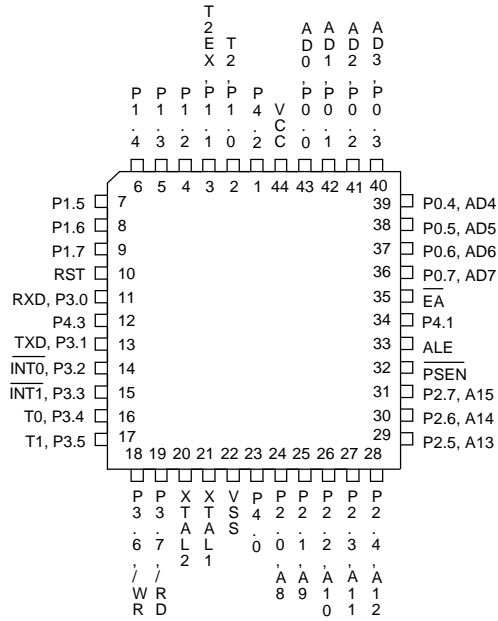 T2EX,P1.1
T2,P1.0
AD0,P0.0
AD1,P0.1
AD2,P0.2
AD3,P0.3
P1.4
P1.3
P1.2
P4.2
VCC
6 5 4 3 2 1 44 43 42 41 40
P1.5 7 39 P0.4, AD4
P1.6 8 38 P0.5, AD5
P1.7 9 37 P0.6, AD6
RST 10 36 P0.7, AD7
RXD, P3.0 11 35 EA
P4.3 12 34 P4.1
TXD, P3.1 13 33 ALE
INT0, P3.2 14 32 PSEN
INT1, P3.3 15 31 P2.7, A15
T0, P3.4 16 30 P2.6, A14
T1, P3.5 17 29 P2.5, A13
18 19 20 21 22 23 24 25 26 27 28
P3.6,/WR
P3.7,/RD
XTAL2
XTAL1
VSS
P4.0
P2.0,A8
P2.1,A9
P2.2,A10
P2.3,A11
P2.4,A12